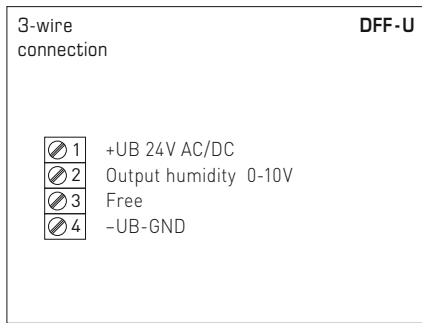 3-wire DFF-U
connection
1 +UB 24V AC/DC
2 Output humidity 0-10V
3 Free
4 –UB-GND